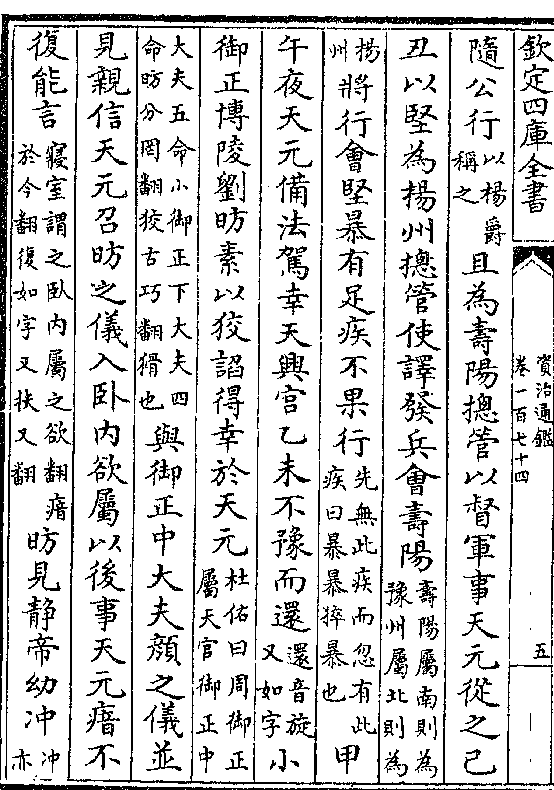 欽定四庫全書
資治通鑑
卷一百七十四
五
隨公行以楊爵稱之且為壽陽摠管以督軍事天元從之己
丑以堅為楊州摠管使譯發兵會壽陽壽陽屬南則為豫州屬北則為
揚州將行會堅暴有足疾不果行先無此疾而忽有此疾曰暴暴猝暴也甲
午夜天元備法駕幸天興宮乙未不豫而還還音旋又如字小
御正博陵劉昉素以狡諂得幸於天元杜佑曰周御正屬天官御正中
大夫五命小御正下大夫四命昉分罔翻狡古巧翻猾也與御正中大夫顔之儀並
見親信天元召昉之儀入卧内欲屬以後事天元瘖不
復能言寢室謂之卧内屬之欲翻瘖於今翻復如字又扶又翻昉見静帝幼冲冲亦